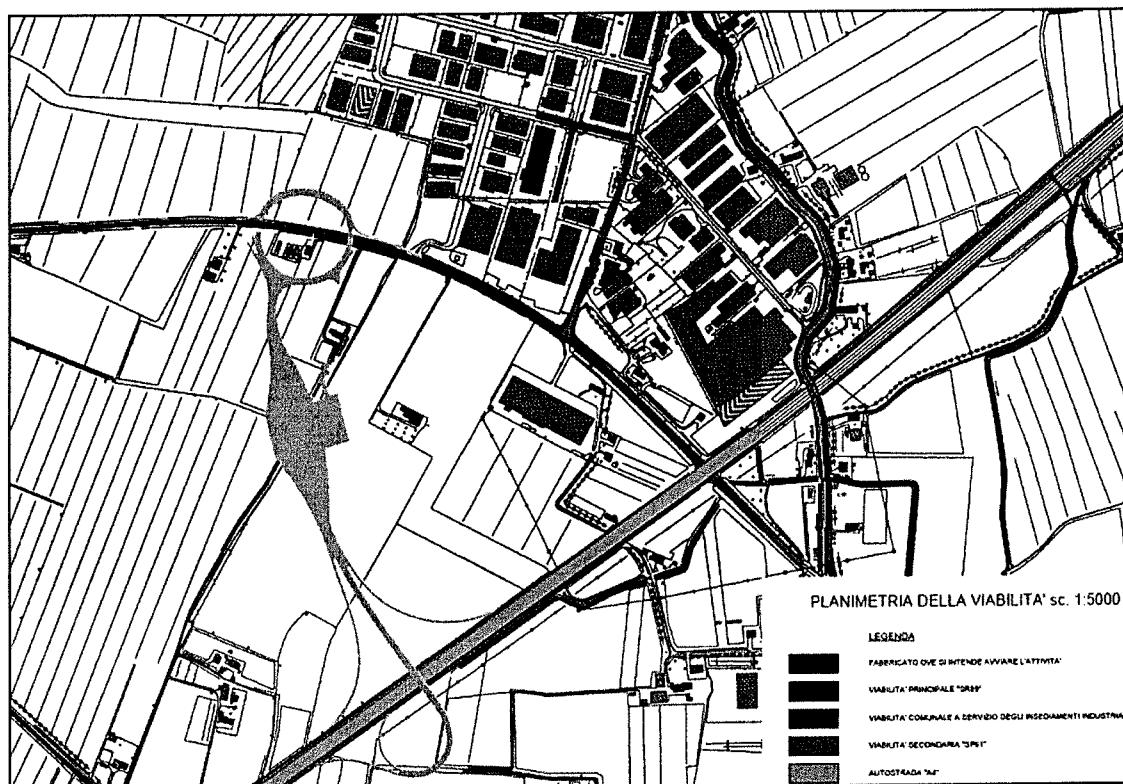 PLANIMETRIA DELLA VIABILITA' sc. 1:5000
LEGENDA
FABBRICATO OVE SI INTENDE AVVIARE L'ATTIVITA'
VIABILITA' PRINCIPALE
VIABILITA' COMUNALE A SERVIZIO DEGLI INSEDIAMENTI INDUSTRIA
VIABILITA' SECONDARIA "SP61"
AUTOSTRADA "A4"